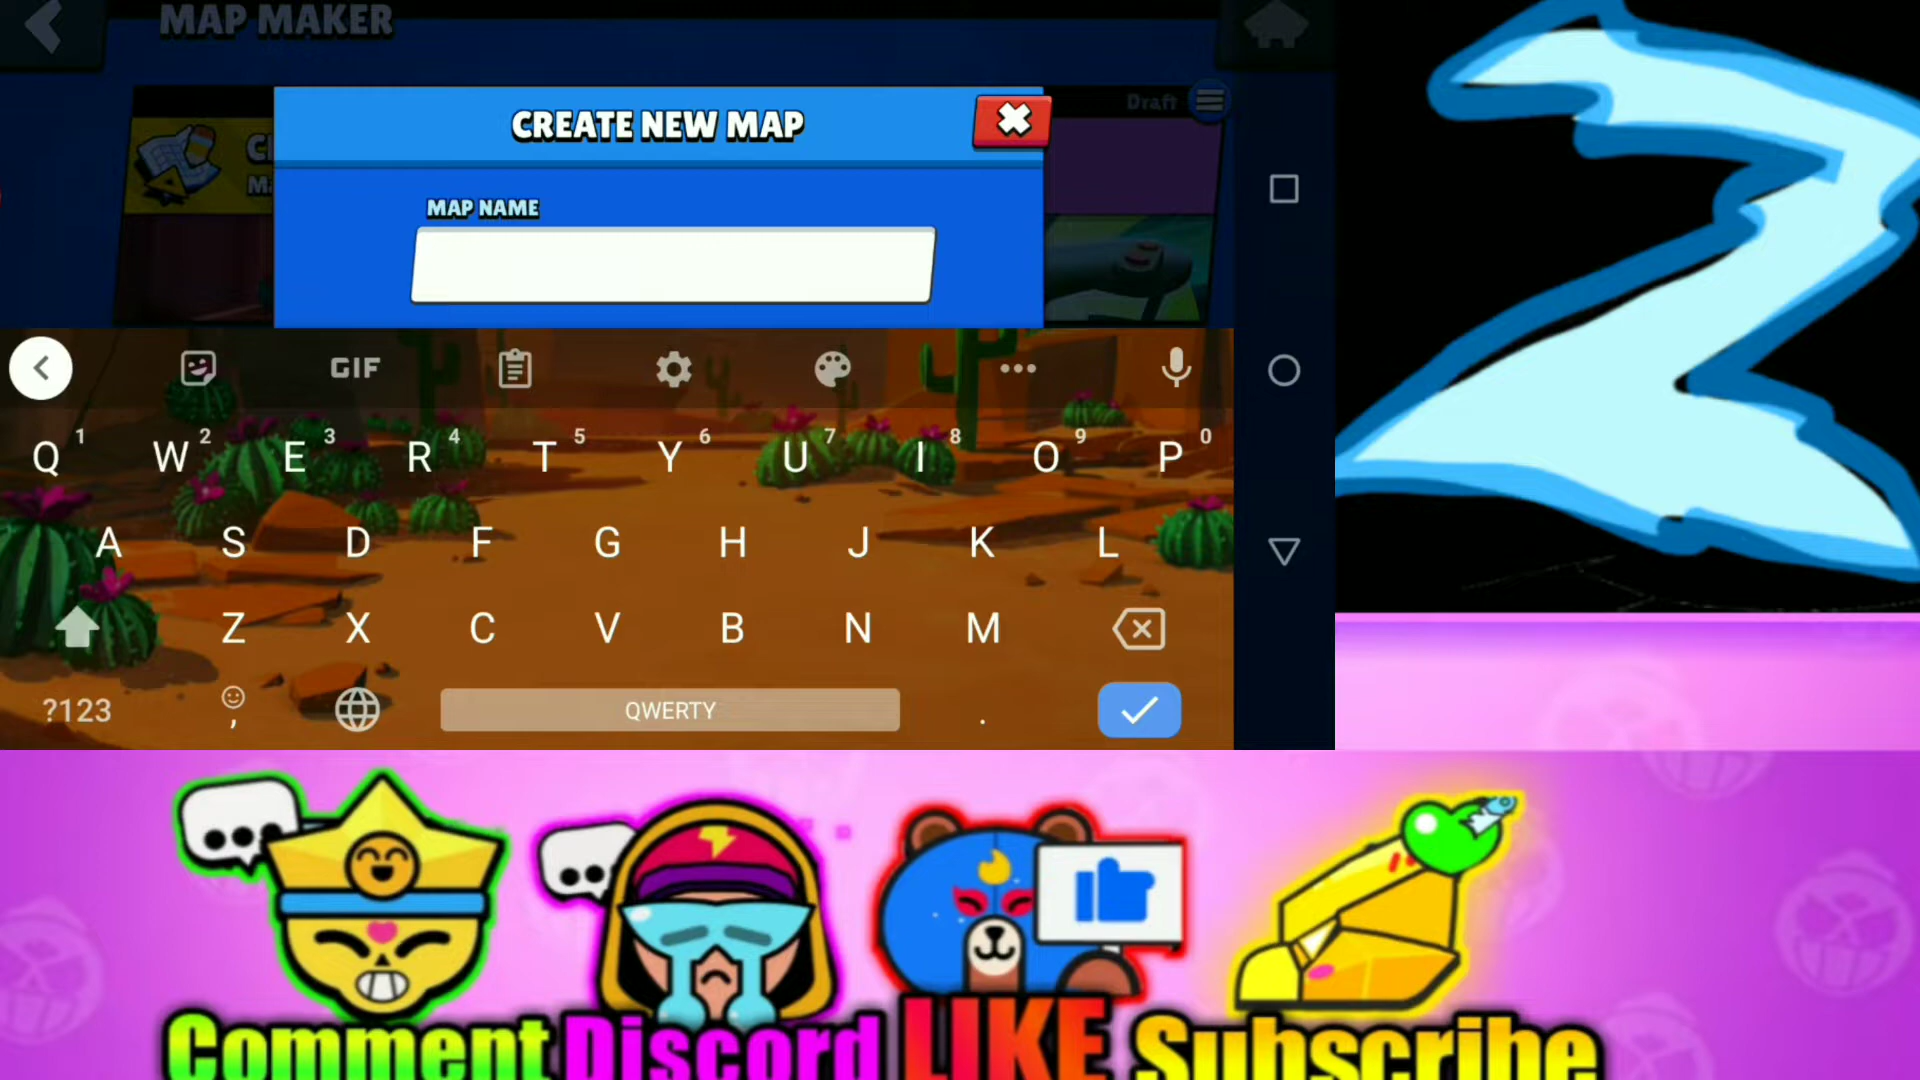 MAP MAKER
Draft
CREATE NEW MAP
MAP NAME
GIF
Q 1 W 2 E 3 R 4 T 5 Y 6 U 7 I 8 O 9 P 0
A S D F G H J K L
Z X C V B N M
?123 , QWERTY .
Comment Discord LIKE Subscribe